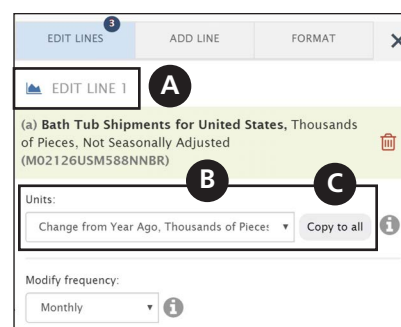 3
EDIT LINES ADD LINE FORMAT X
EDIT LINE 1 A
(a) Bath Tub Shipments for United States, Thousands
of Pieces, Not Seasonally Adjusted
(M02126USM588NNBR)
B C
Units:
Change from Year Ago, Thousands of Pieces Copy to all i
Modify frequency:
Monthly i